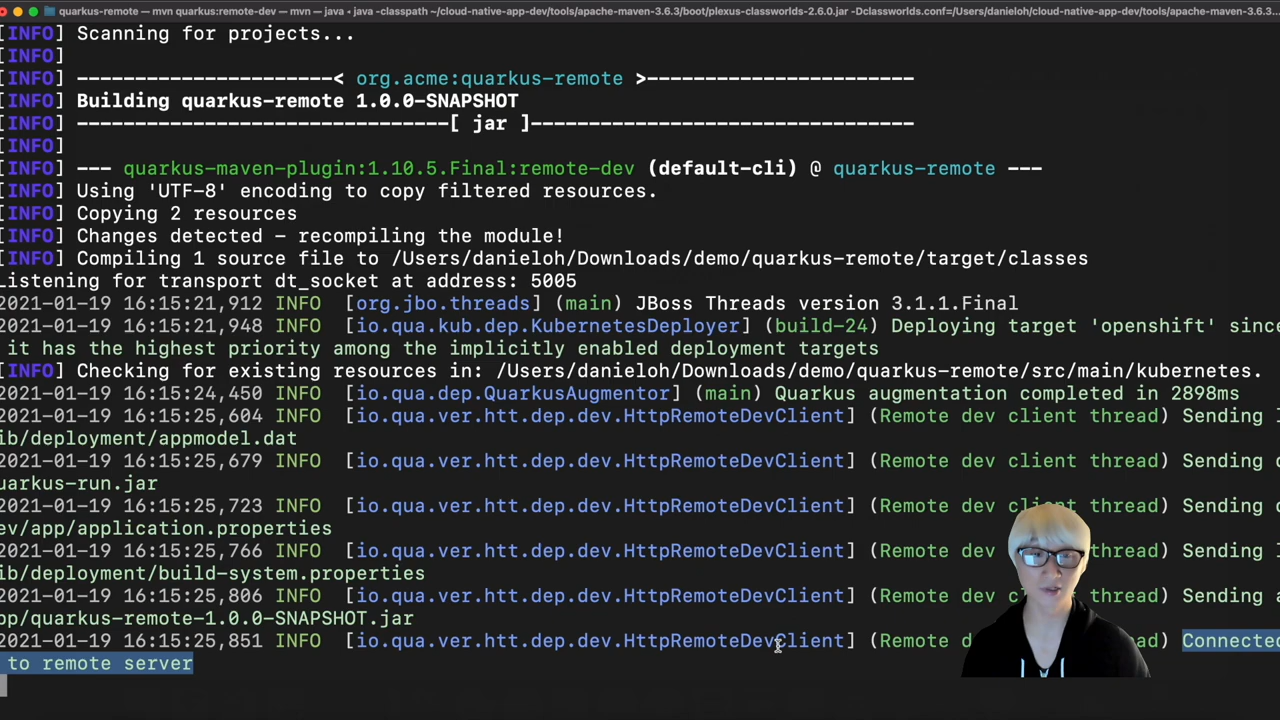 quarkus-remote — mvn quarkus:remote-dev — mvn ‹ java ‹ java -classpath ~/cloud-native-app-dev/tools/apache-maven-3.6.3/boot/plexus-classworlds-2.6.0.jar -Dclassworlds.conf=/Users/danieloh/cloud-native-app-dev/tools/apache-maven-3.6.3...
[INFO] Scanning for projects...
[INFO]
[INFO] ----------------------< org.acme:quarkus-remote >-----------------------
[INFO] Building quarkus-remote 1.0.0-SNAPSHOT
[INFO] --------------------------------[ jar ]---------------------------------
[INFO]
[INFO] --- quarkus-maven-plugin:1.10.5.Final:remote-dev (default-cli) @ quarkus-remote ---
[INFO] Using 'UTF-8' encoding to copy filtered resources.
[INFO] Copying 2 resources
[INFO] Changes detected - recompiling the module!
[INFO] Compiling 1 source file to /Users/danieloh/Downloads/demo/quarkus-remote/target/classes
Listening for transport dt_socket at address: 5005
2021-01-19 16:15:21,912 INFO [org.jbo.threads] (main) JBoss Threads version 3.1.1.Final
2021-01-19 16:15:21,948 INFO [io.qua.kub.dep.KubernetesDeployer] (build-24) Deploying target 'openshift' since
it has the highest priority among the implicitly enabled deployment targets
[INFO] Checking for existing resources in: /Users/danieloh/Downloads/demo/quarkus-remote/src/main/kubernetes.
2021-01-19 16:15:24,450 INFO [io.qua.dep.QuarkusAugmentor] (main) Quarkus augmentation completed in 2898ms
2021-01-19 16:15:25,604 INFO [io.qua.ver.htt.dep.dev.HttpRemoteDevClient] (Remote dev client thread) Sending l
ib/deployment/appmodel.dat
2021-01-19 16:15:25,679 INFO [io.qua.ver.htt.dep.dev.HttpRemoteDevClient] (Remote dev client thread) Sending q
uarkus-run.jar
2021-01-19 16:15:25,723 INFO [io.qua.ver.htt.dep.dev.HttpRemoteDevClient] (Remote dev client thread) Sending d
ev/app/application.properties
2021-01-19 16:15:25,766 INFO [io.qua.ver.htt.dep.dev.HttpRemoteDevClient] (Remote dev thread) Sending l
ib/deployment/build-system.properties
2021-01-19 16:15:25,806 INFO [io.qua.ver.htt.dep.dev.HttpRemoteDevClient] (Remote dev thread) Sending a
pp/quarkus-remote-1.0.0-SNAPSHOT.jar
2021-01-19 16:15:25,851 INFO [io.qua.ver.htt.dep.dev.HttpRemoteDevClient] (Remote Connected
to remote server